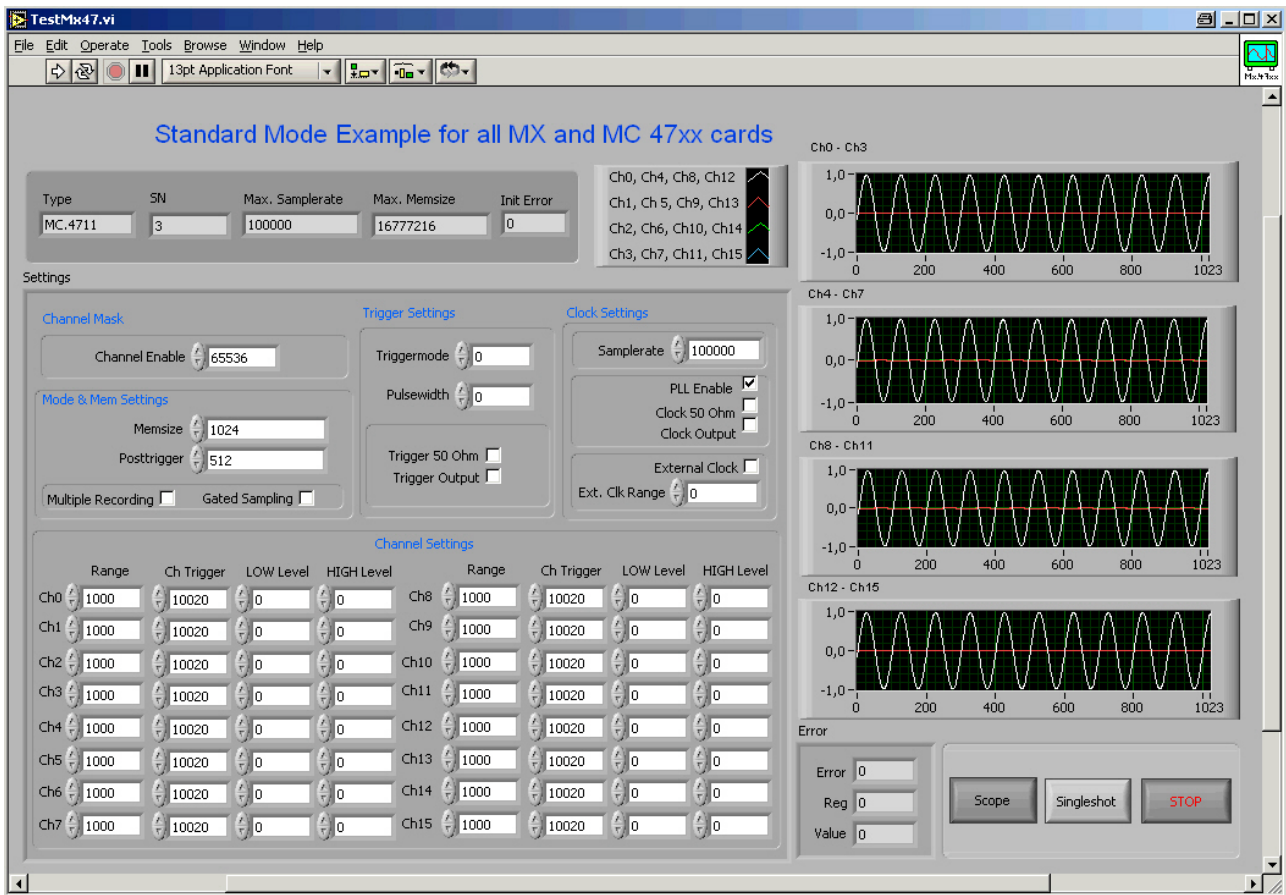 TestMx47.vi
File Edit Operate Tools Browse Window Help
13pt Application Font
Mx.47xx
Standard Mode Example for all MX and MC 47xx cards
Type SN Max. Samplerate Max. Memsize Init Error
MC.4711 3 100000 16777216 0
Ch0, Ch4, Ch8, Ch12
Ch1, Ch 5, Ch9, Ch13
Ch2, Ch6, Ch10, Ch14
Ch3, Ch7, Ch11, Ch15
Settings
Channel Mask
Channel Enable 65536
Mode & Mem Settings
Memsize 1024
Posttrigger 512
Multiple Recording Gated Sampling
Trigger Settings
Triggermode 0
Pulsewidth 0
Trigger 50 Ohm
Trigger Output
Clock Settings
Samplerate 100000
PLL Enable
Clock 50 Ohm
Clock Output
External Clock
Ext. Clk Range 0
Channel Settings
Range Ch Trigger LOW Level HIGH Level Range Ch Trigger LOW Level HIGH Level
Ch0 1000 10020 0 0 Ch8 1000 10020 0 0
Ch1 1000 10020 0 0 Ch9 1000 10020 0 0
Ch2 1000 10020 0 0 Ch10 1000 10020 0 0
Ch3 1000 10020 0 0 Ch11 1000 10020 0 0
Ch4 1000 10020 0 0 Ch12 1000 10020 0 0
Ch5 1000 10020 0 0 Ch13 1000 10020 0 0
Ch6 1000 10020 0 0 Ch14 1000 10020 0 0
Ch7 1000 10020 0 0 Ch15 1000 10020 0 0
Ch0 - Ch3
1,0
0,0
-1,0
0 200 400 600 800 1023
Ch4 - Ch7
1,0
0,0
-1,0
0 200 400 600 800 1023
Ch8 - Ch11
1,0
0,0
-1,0
0 200 400 600 800 1023
Ch12 - Ch15
1,0
0,0
-1,0
0 200 400 600 800 1023
Error
Error 0
Reg 0
Value 0
Scope Singleshot STOP